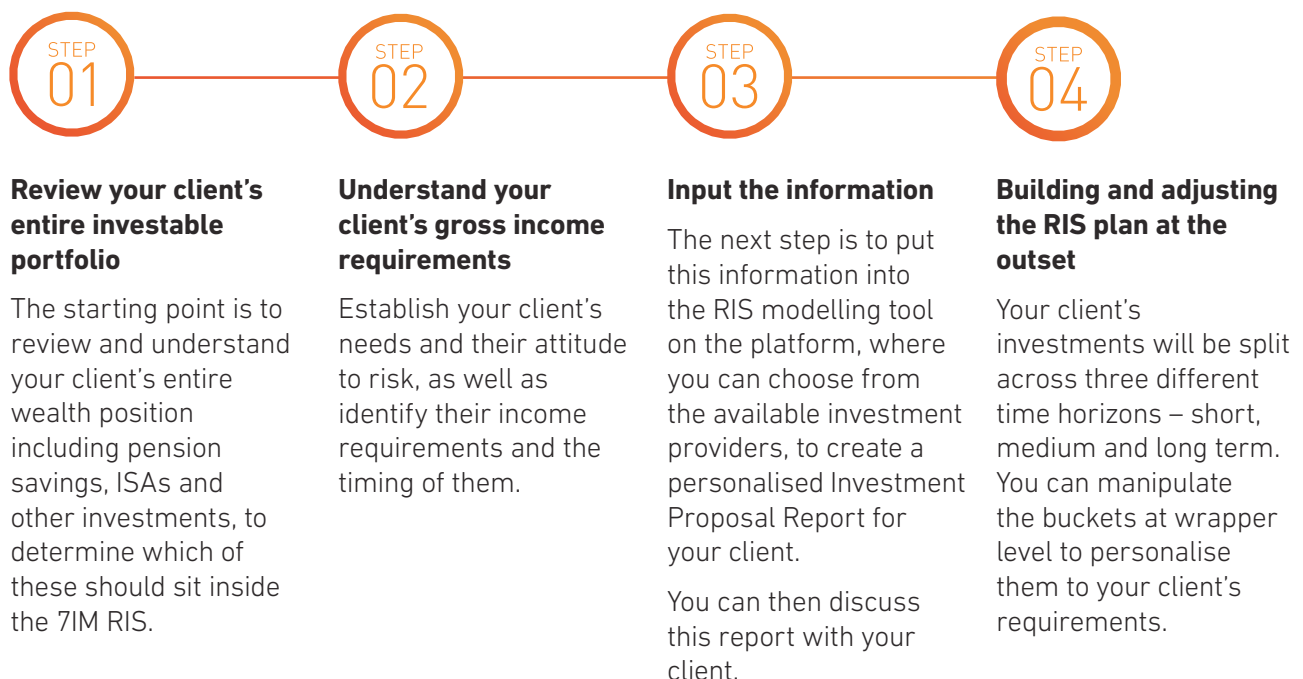 STEP
01
Review your client's
entire investable
portfolio
The starting point is to
review and understand
your client's entire
wealth position
including pension
savings, ISAs and
other investments, to
determine which of
these should sit inside
the 7IM RIS.
STEP
02
Understand your
client's gross income
requirements
Establish your client's
needs and their attitude
to risk, as well as
identify their income
requirements and the
timing of them.
STEP
03
Input the information
The next step is to put
this information into
the RIS modelling tool
on the platform, where
you can choose from
the available investment
providers, to create a
personalised Investment
Proposal Report for
your client.
You can then discuss
this report with your
client.
STEP
04
Building and adjusting
the RIS plan at the
outset
Your client's
investments will be split
across three different
time horizons – short,
medium and long term.
You can manipulate
the buckets at wrapper
level to personalise
them to your client's
requirements.